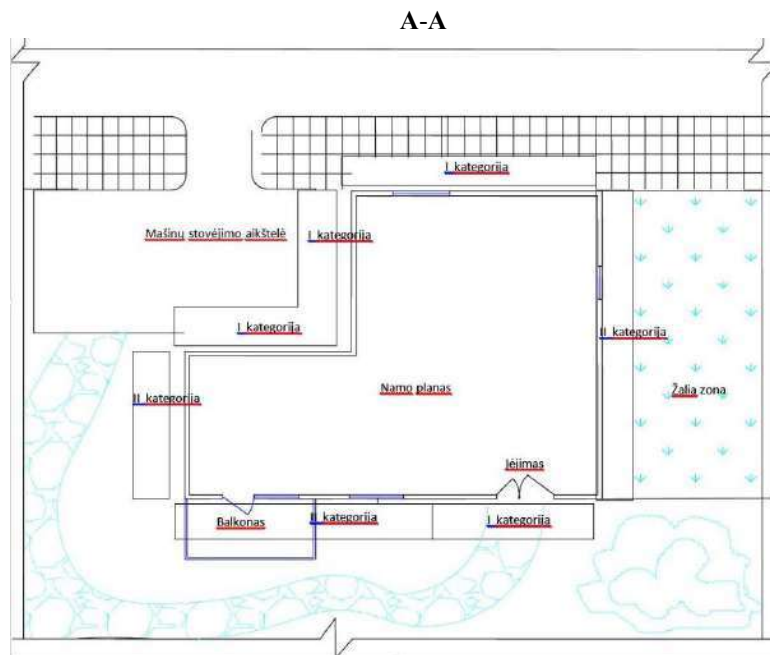 A-A
I kategorija
Mašinų stovėjimo aikštelė
I kategorija
I kategorija
II kategorija
II kategorija
Namo planas
Žalia zona
Įėjimas
Balkonas
II kategorija
I kategorija